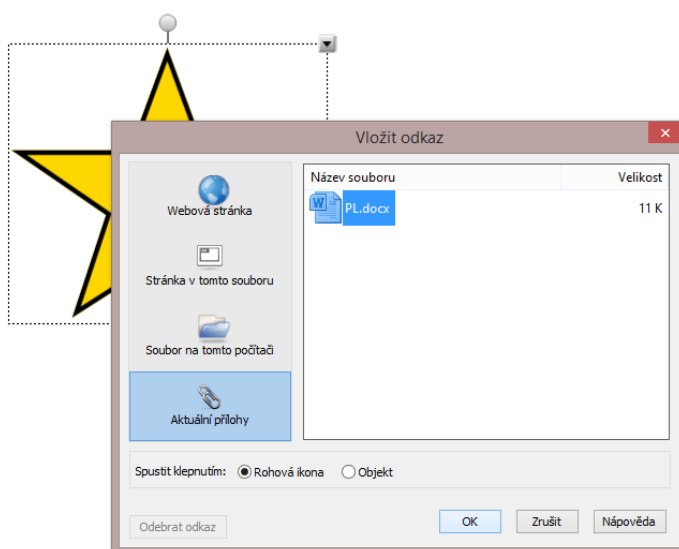 Vložit odkaz
Webová stránka
Stránka v tomto souboru
Soubor na tomto počítači
Aktuální přílohy
Název souboru Velikost
PL.docx 11 K
Spustit klepnutím: Rohová ikona Objekt
Odebrat odkaz OK Zrušit Nápověda